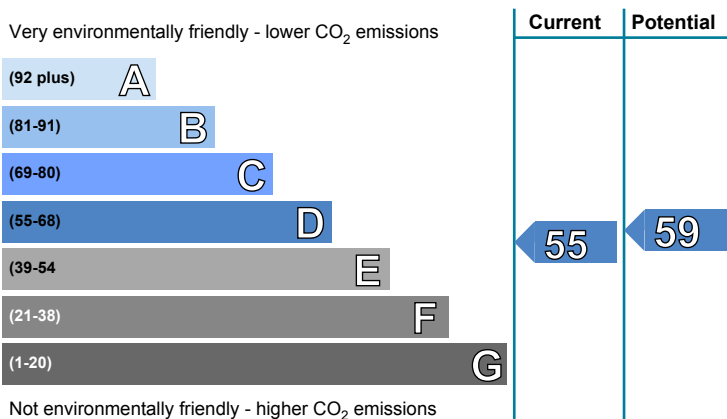 Very environmentally friendly - lower CO₂ emissions
Current
Potential
(92 plus) A
(81-91) B
(69-80) C
(55-68) D
(39-54 E
(21-38) F
(1-20) G
55
59
Not environmentally friendly - higher CO₂ emissions